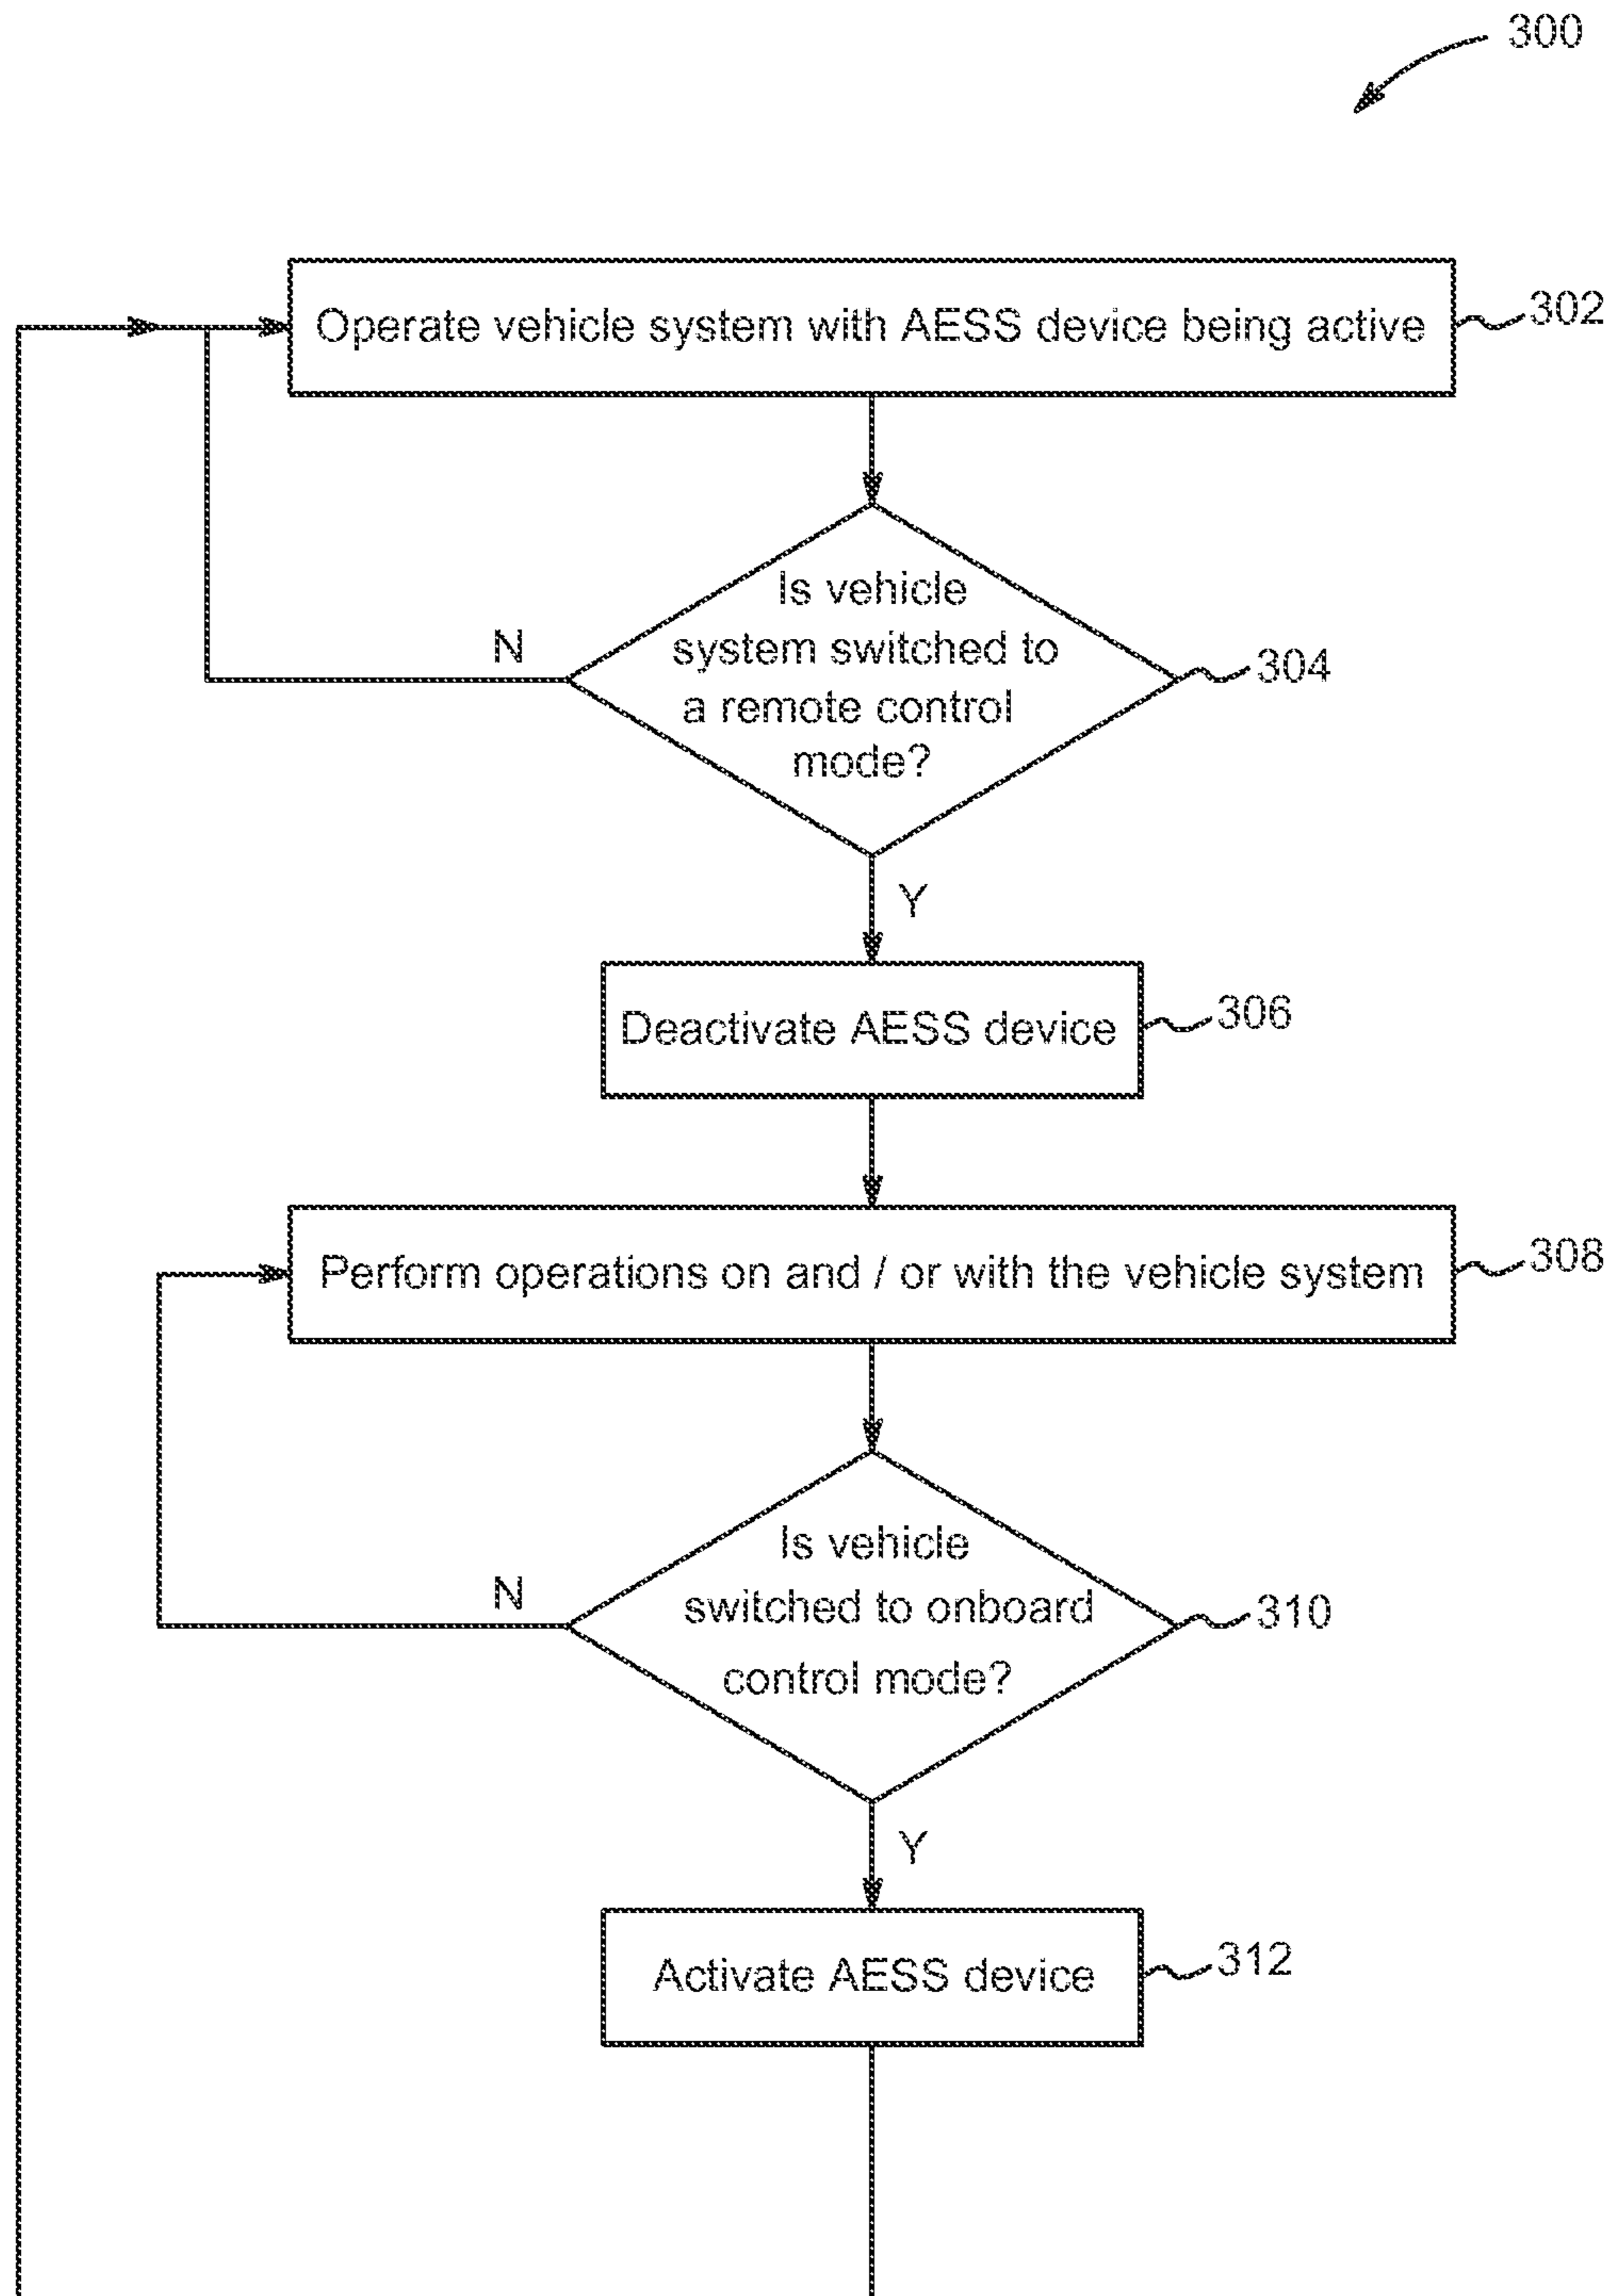 300
Operate vehicle system with AESS device being active
302
Is vehicle
system switched to
a remote control
mode?
304
N
Y
Deactivate AESS device
306
Perform operations on and / or with the vehicle system
308
Is vehicle
switched to onboard
control mode?
310
N
Y
Activate AESS device
312